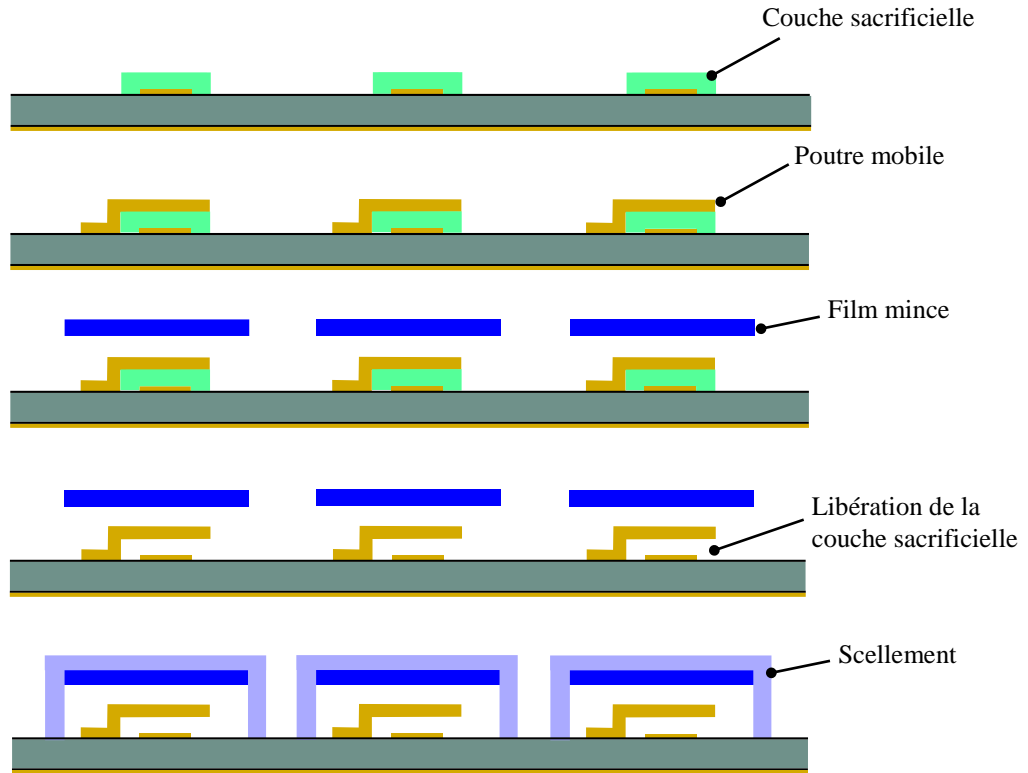 Couche sacrificielle
Poutre mobile
Film mince
Libération de la
couche sacrificielle
Scellement